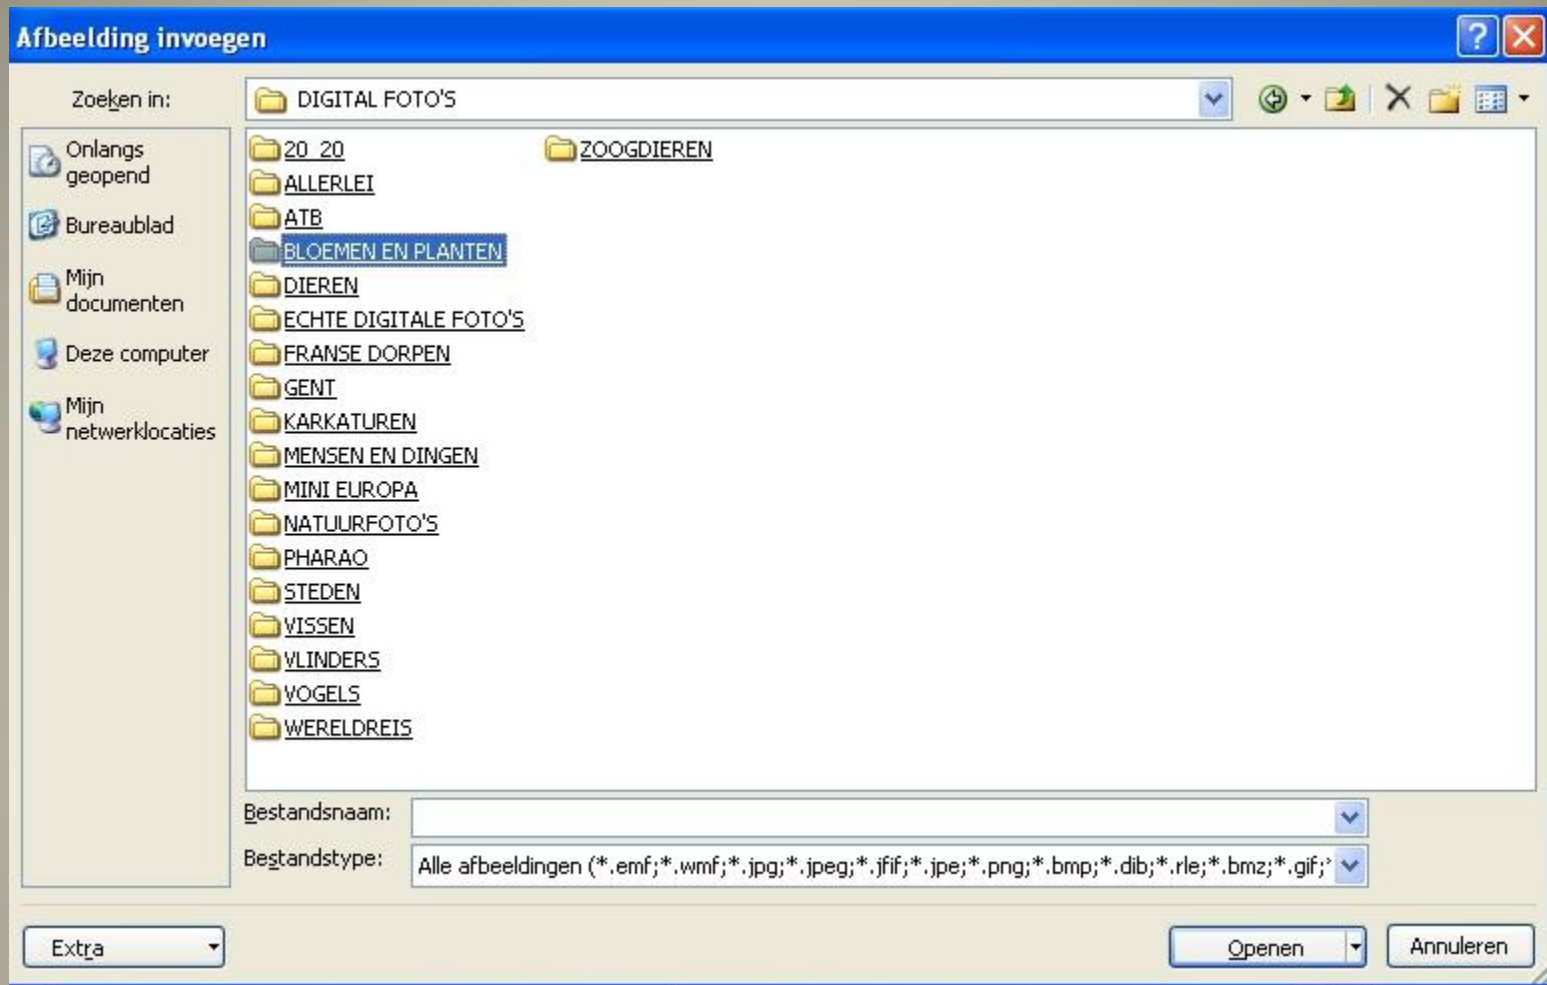 Afbeelding invoegen
Zoeken in:
DIGITAL FOTO'S
Onlangs
geopend
Bureaublad
Mijn
documenten
Deze computer
Mijn
netwerklocaties
20_20
ALLERLEI
ATB
BLOEMEN EN PLANTEN
DIEREN
ECHTE DIGITALE FOTO'S
FRANSE DORPEN
GENT
KARKATUREN
MENSEN EN DINGEN
MINI EUROPA
NATUURFOTO'S
PHARAO
STEDEN
VISSEN
VLINDERS
VOGELS
WERELDREIS
ZOOGDIEREN
Bestandsnaam:
Bestandstype:
Alle afbeeldingen (*.emf;*.wmf;*.jpg;*.jpeg;*.jfif;*.jpe;*.png;*.bmp;*.dib;*.rle;*.bmz;*.gif;*
Extra
Openen
Annuleren